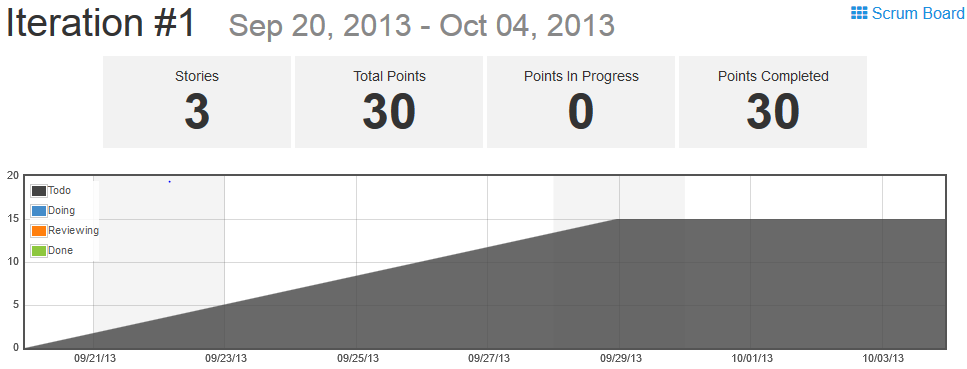 Iteration #1 Sep 20, 2013 - Oct 04, 2013 Scrum Board
Stories Total Points Points In Progress Points Completed
3 30 0 30
20
Todo
Doing
15
Reviewing
Done
10
5
0
09/21/13 09/23/13 09/25/13 09/27/13 09/29/13 10/01/13 10/03/13